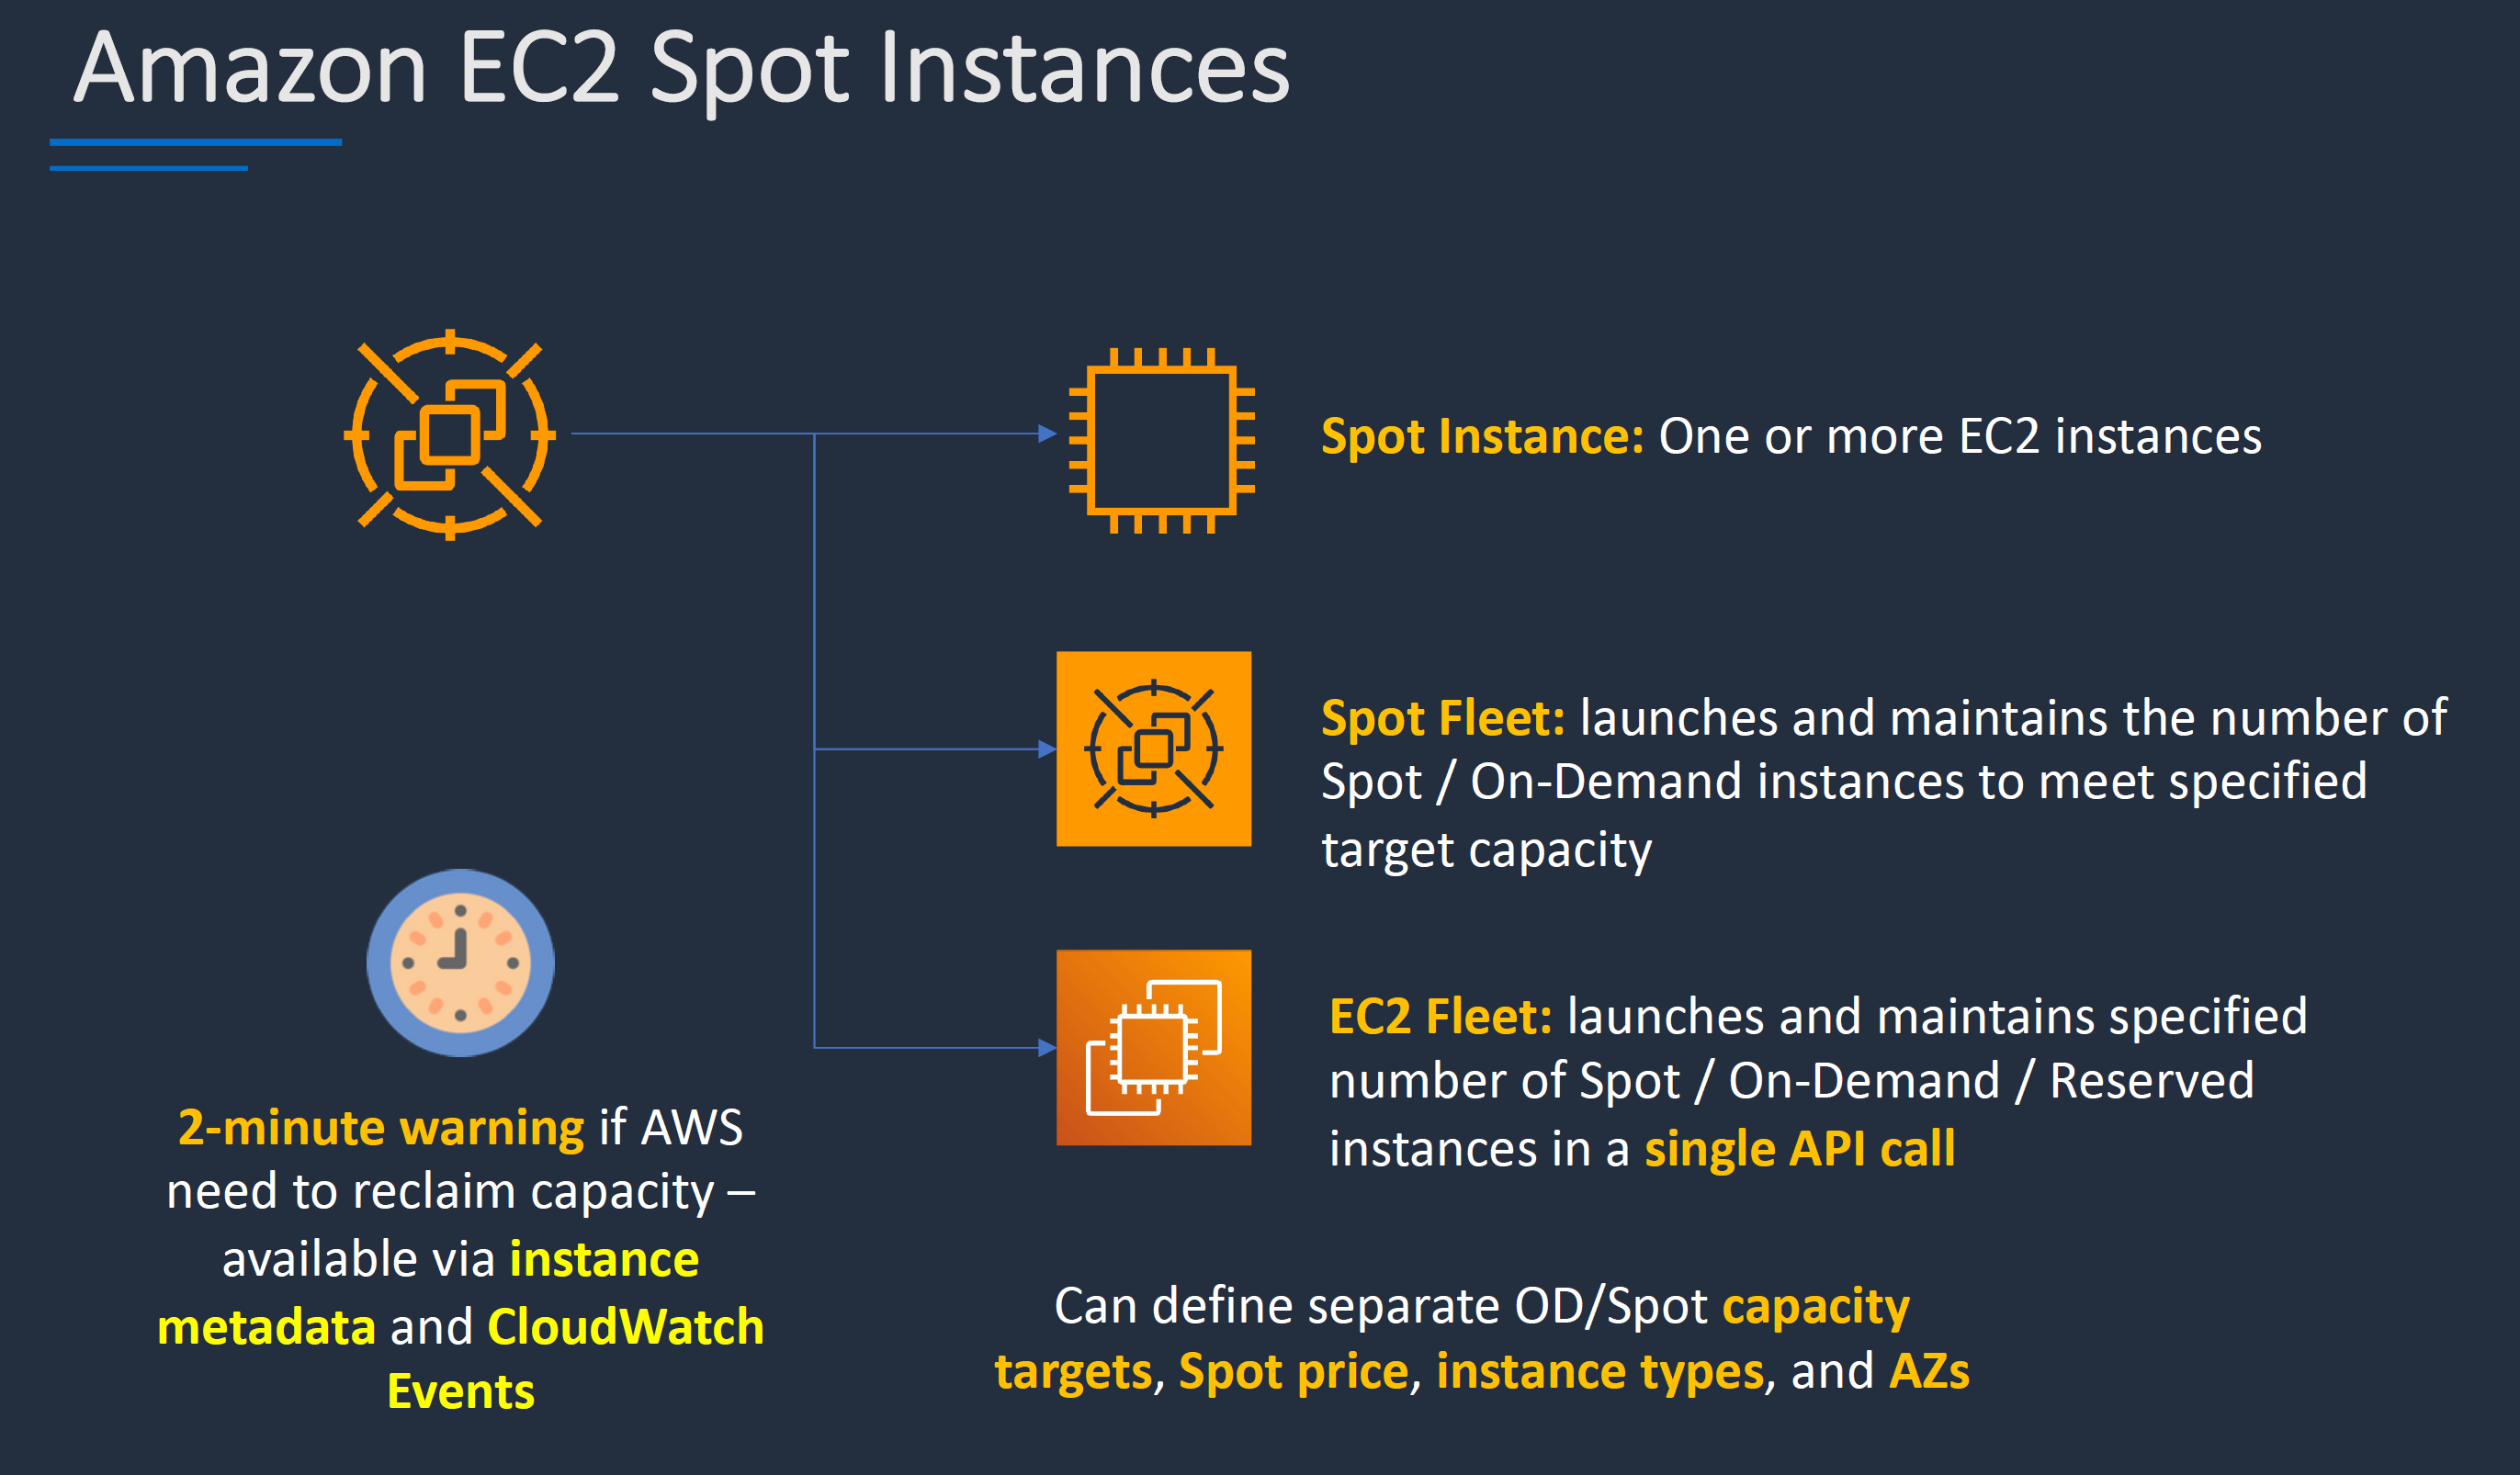 Amazon EC2 Spot Instances
Spot Instance: One or more EC2 instances
Spot Fleet: launches and maintains the number of
Spot / On-Demand instances to meet specified
target capacity
EC2 Fleet: launches and maintains specified
number of Spot / On-Demand / Reserved
instances in a single API call
2-minute warning if AWS
need to reclaim capacity –
available via instance
metadata and CloudWatch
Events
Can define separate OD/Spot capacity
targets, Spot price, instance types, and AZs